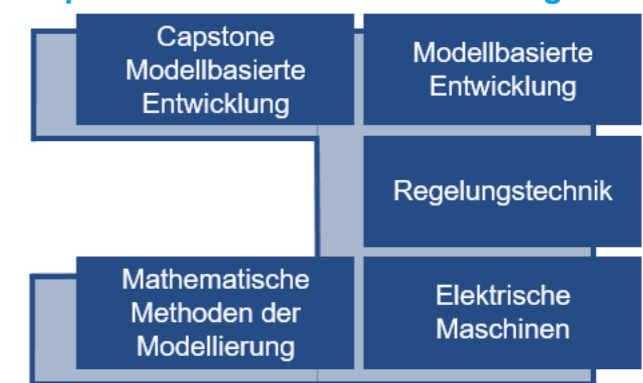 Capstone
Modellbasierte
Entwicklung
Modellbasierte
Entwicklung
Regelungstechnik
Mathematische
Methoden der
Modellierung
Elektrische
Maschinen